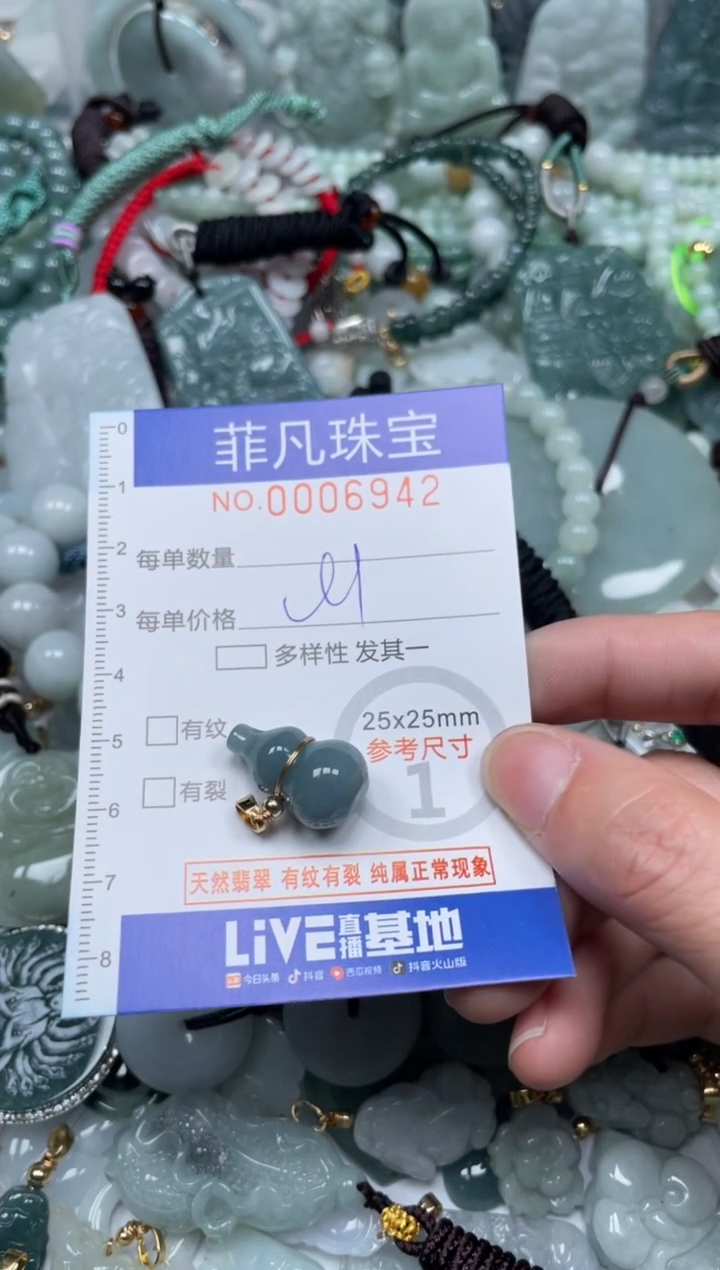 菲凡珠宝
NO.0006942
每单数量
每单价格
多样性 发其一
有纹
25x25mm
参考尺寸
1
有裂
天然翡翠 有纹有裂 纯属正常现象
LiVE直播基地
今日头条 抖音 西瓜视频 抖音火山版
0
1
2
3
4
5
6
7
8